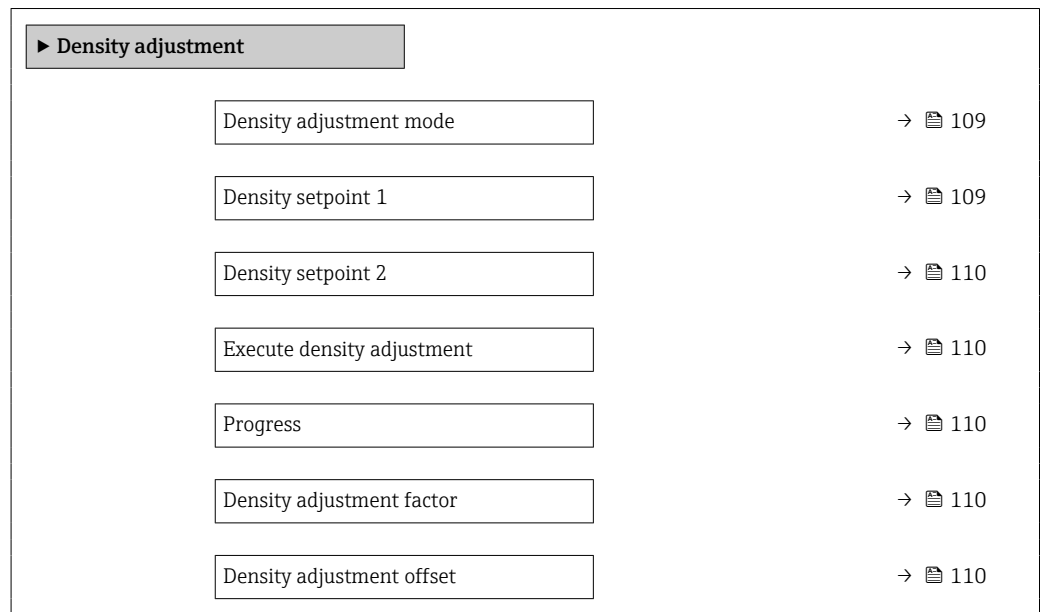 ▶ Density adjustment
Density adjustment mode → 109
Density setpoint 1 → 109
Density setpoint 2 → 110
Execute density adjustment → 110
Progress → 110
Density adjustment factor → 110
Density adjustment offset → 110